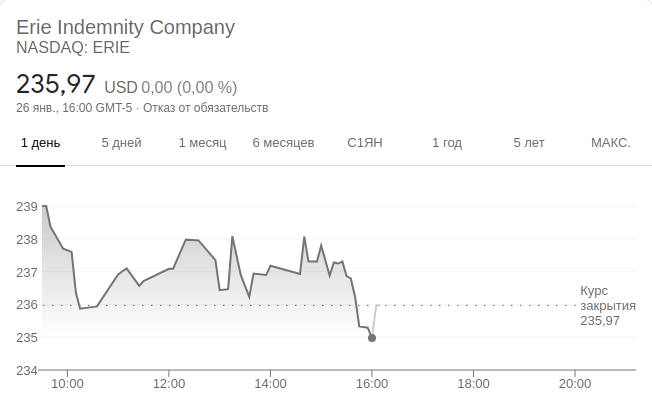 Erie Indemnity Company
NASDAQ: ERIE
235,97 USD 0,00 (0,00 %)
26 янв., 16:00 GMT-5 · Отказ от обязательств
1 день 5 дней 1 месяц 6 месяцев С1ЯН 1 год 5 лет МАКС.
239
238
237
236
235
234
Курс
закрытия
235,97
10:00 12:00 14:00 16:00 18:00 20:00